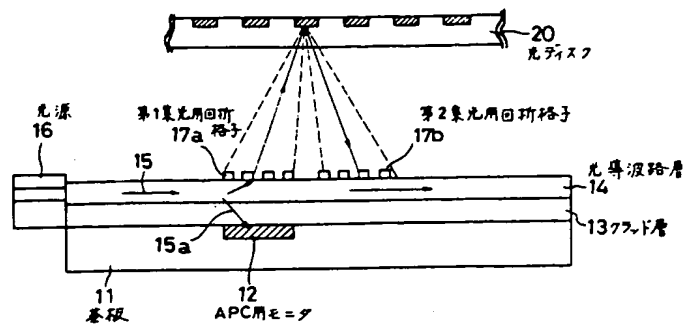 20
光ディスク
光源
16
第1集光用回折
格子
17a
第2集光用回折格子
17b
15
光導波路層
14
15a
13 クラッド層
11
基板
12
APC用モニタ